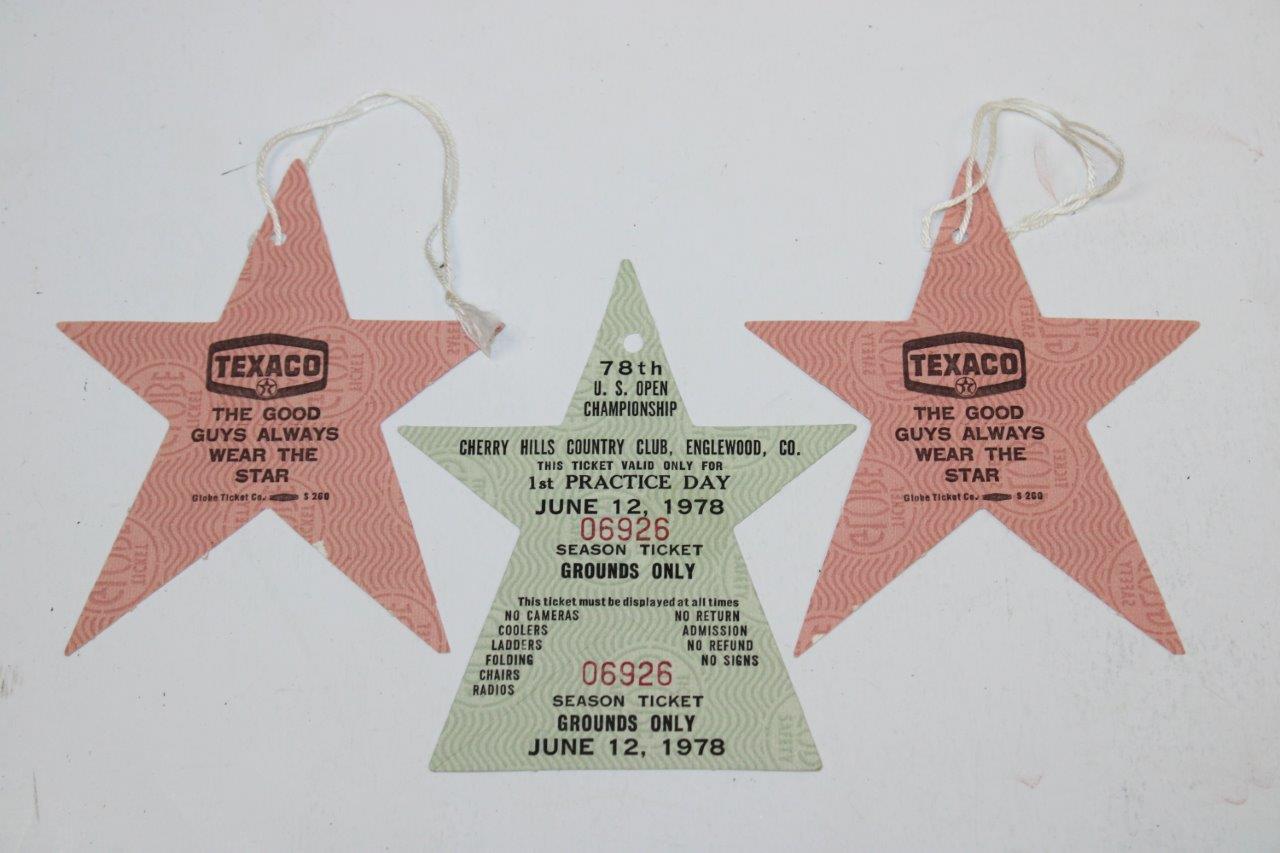 TEXACO
THE GOOD
GUYS ALWAYS
WEAR THE
STAR
Globe Ticket Co. S 260
78th
U. S. OPEN
CHAMPIONSHIP
CHERRY HILLS COUNTRY CLUB, ENGLEWOOD, CO.
THIS TICKET VALID ONLY FOR
1st PRACTICE DAY
JUNE 12, 1978
06926
SEASON TICKET
GROUNDS ONLY
This ticket must be displayed at all times
NO CAMERAS
COOLERS
LADDERS
FOLDING
CHAIRS
RADIOS
NO RETURN
ADMISSION
NO REFUND
NO SIGNS
06926
SEASON TICKET
GROUNDS ONLY
JUNE 12, 1978
TEXACO
THE GOOD
GUYS ALWAYS
WEAR THE
STAR
Globe Ticket Co. S 260